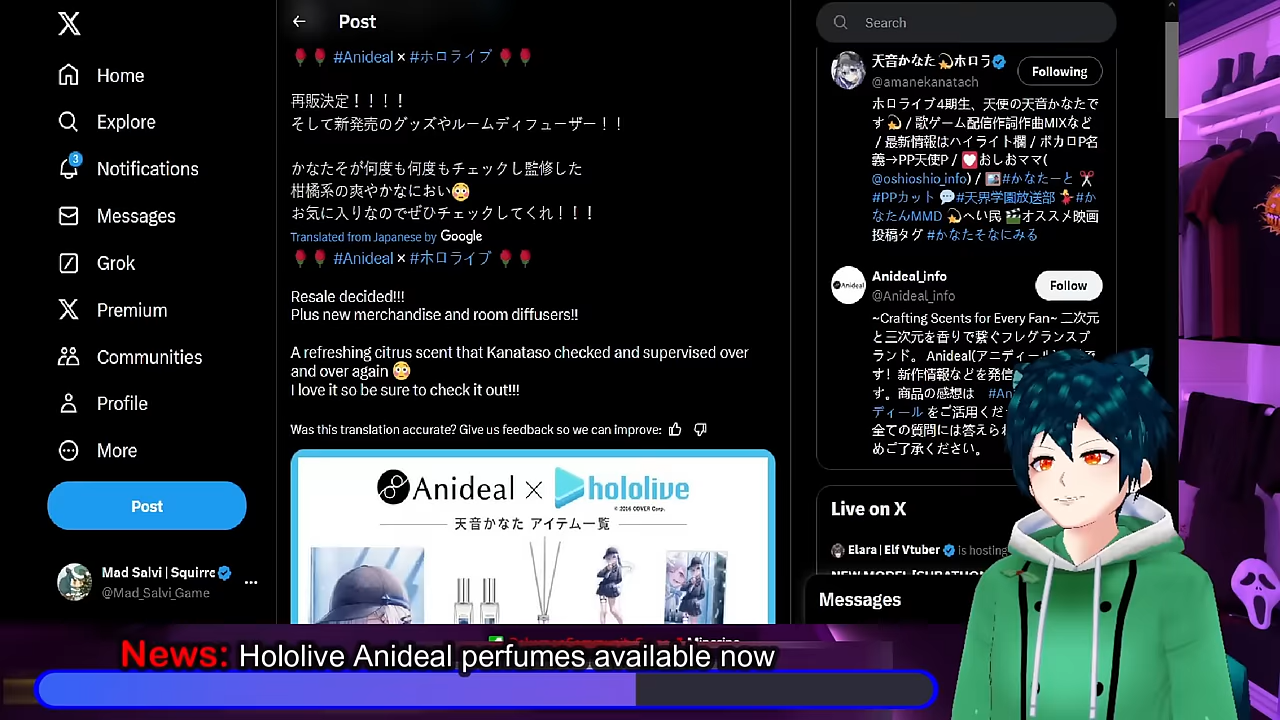 Home
Explore
3
Notifications
Messages
Grok
Premium
Communities
Profile
More
Post
Mad Salvi | Squirre
@Mad_Salvi_Game
Post
#Anideal × #ホロライブ
再販決定！！！！
そして新発売のグッズやルームディフューザー！！
かなたそが何度も何度もチェックし監修した
柑橘系の爽やかなにおい😳
お気に入りなのでぜひチェックしてくれ！！！
Translated from Japanese by Google
#Anideal × #ホロライブ
Resale decided!!!
Plus new merchandise and room diffusers!!
A refreshing citrus scent that Kanataso checked and supervised over
and over again 😳
I love it so be sure to check it out!!!
Was this translation accurate? Give us feedback so we can improve:
Anideal × hololive
© 2016 COVER Corp.
天音かなた アイテム一覧
Search
天音かなた💫ホロラ
@amanekanatach
Following
ホロライブ4期生、天使の天音かなたで
す💫 / 歌ゲーム配信作詞作曲MIXなど
/ 最新情報はハイライト欄 / ボカロP名
義→PP天使P / おしおママ(
@oshioshio_info) / #かなたーと
#PPカット #天界学園放送部 #か
なたんMMD へい民 オススメ映画
投稿タグ #かなたそなにみる
Anideal
Anideal_info
@Anideal_info
Follow
~Crafting Scents for Every Fan~ 二次元
と三次元を香りで繋ぐフレグランスブ
ランド。 Anideal(アニディール)
す！新作情報などを発信
す。商品の感想は #An
ディール をご活用くだ
全ての質問には答えられ
めご了承ください。
Live on X
Elara | Elf Vtuber is hosting
Messages
News: Hololive Anideal perfumes available now